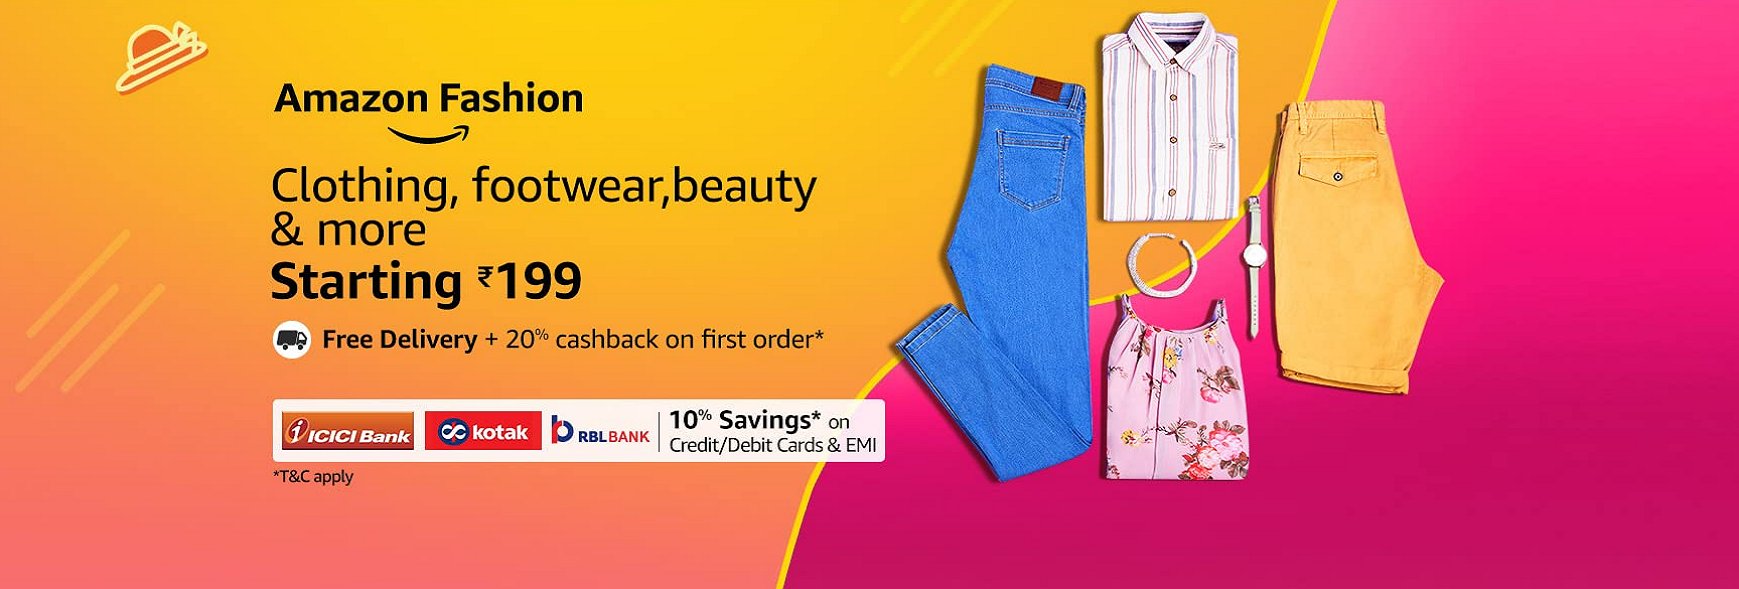 Amazon Fashion
Clothing, footwear,beauty
& more
Starting ₹199
Free Delivery + 20% cashback on first order*
ICICI Bank kotak RBLBANK 10% Savings* on
Credit/Debit Cards & EMI
*T&C apply